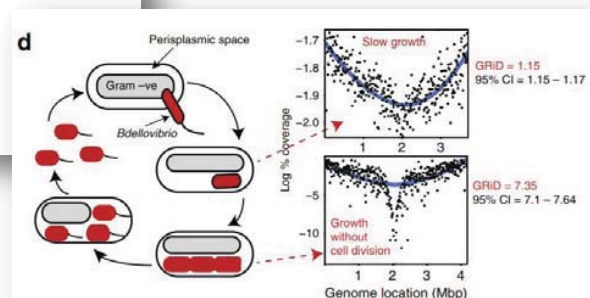 d
Perisplasmic space
Gram –ve
Bdellovibrio
Log % coverage
−1.7
−1.8
−1.9
−2.0
Slow growth
1
2
3
GRiD = 1.15
95% CI = 1.15 – 1.17
−5
−10
Growth
without
cell division
1
2
3
4
GRiD = 7.35
95% CI = 7.1 – 7.64
Genome location (Mbp)